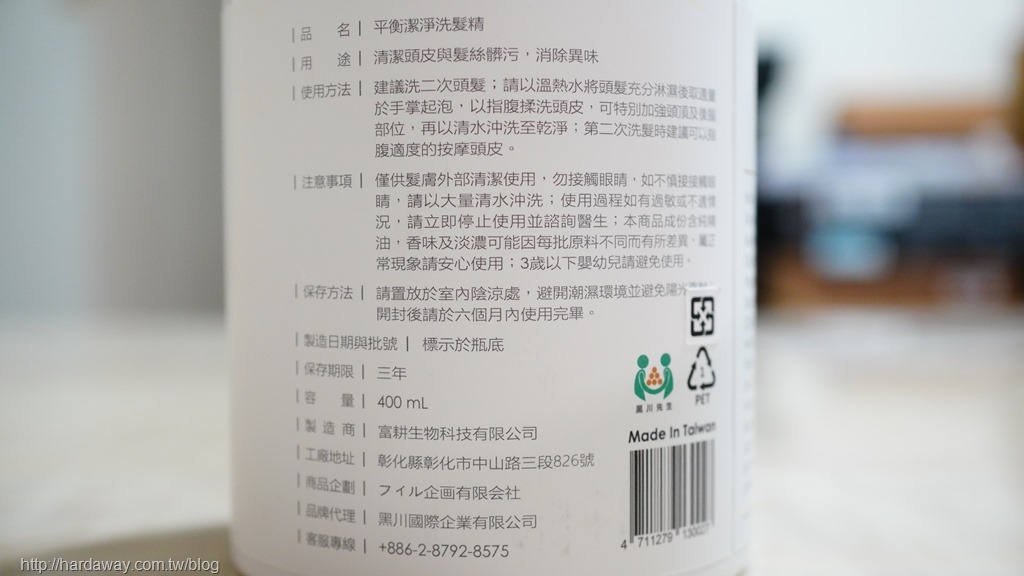 品　名｜平衡潔淨洗髮精
用　途｜清潔頭皮與髮絲髒污，消除異味
使用方法｜建議洗二次頭髮；請以溫熱水將頭髮充分淋濕後取適量
於手掌起泡，以指腹揉洗頭皮，可特別加強頭頂及後腦
部位，再以清水沖洗至乾淨；第二次洗髮時建議可以指
腹適度的按摩頭皮。
注意事項｜僅供髮膚外部清潔使用，勿接觸眼睛，如不慎接接觸眼
睛，請以大量清水沖洗；使用過程如有過敏或不適情
況，請立即停止使用並諮詢醫生；本商品成份含純精
油，香味及淡濃可能因每批原料不同而有所差異，屬正
常現象請安心使用；3歲以下嬰幼兒請避免使用。
保存方法｜請置放於室內陰涼處，避開潮濕環境並避免陽光
開封後請於六個月內使用完畢。
製造日期與批號｜標示於瓶底
保存期限｜三年
容　量｜400 mL
製造商｜富耕生物科技有限公司
工廠地址｜彰化縣彰化市中山路三段826號
商品企劃｜フィル企画有限会社
品牌代理｜黑川國際企業有限公司
客服專線｜+886-2-8792-8575
黑川先生
1
PET
Made In Taiwan
4 711279 130027
http://hardaway.com.tw/blog